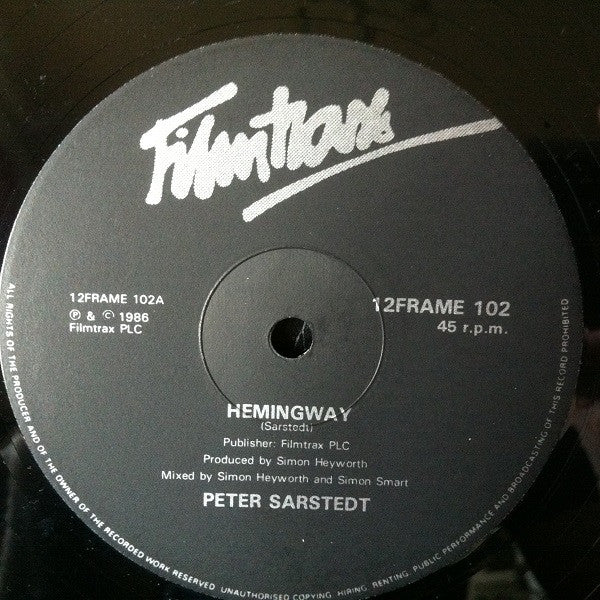 Filmtrax
12FRAME 102A
℗ & © 1986
Filmtrax PLC
12FRAME 102
45 r.p.m.
HEMINGWAY
(Sarstedt)
Publisher: Filmtrax PLC
Produced by Simon Heyworth
Mixed by Simon Heyworth and Simon Smart
PETER SARSTEDT
ALL RIGHTS OF THE PRODUCER AND OF THE OWNER OF THE RECORDED WORK RESERVED. UNAUTHORISED COPYING, HIRING, RENTING, PUBLIC PERFORMANCE AND BROADCASTING OF THIS RECORD PROHIBITED